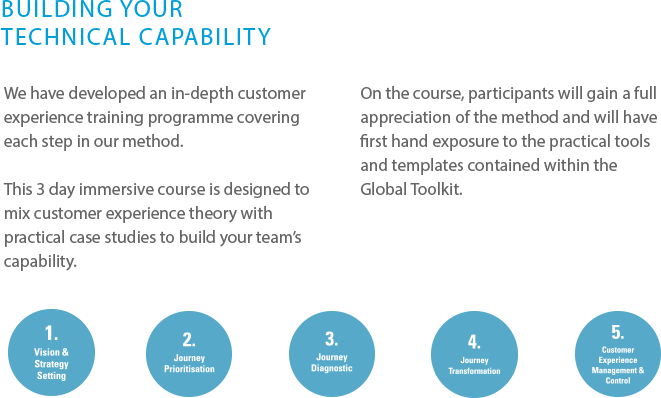 BUILDING YOUR
TECHNICAL CAPABILITY
We have developed an in-depth customer
experience training programme covering
each step in our method.
This 3 day immersive course is designed to
mix customer experience theory with
practical case studies to build your team’s
capability.
On the course, participants will gain a full
appreciation of the method and will have
first hand exposure to the practical tools
and templates contained within the
Global Toolkit.
1.
Vision &
Strategy
Setting
2.
Journey
Prioritisation
3.
Journey
Diagnostic
4.
Journey
Transformation
5.
Customer
Experience
Management &
Control